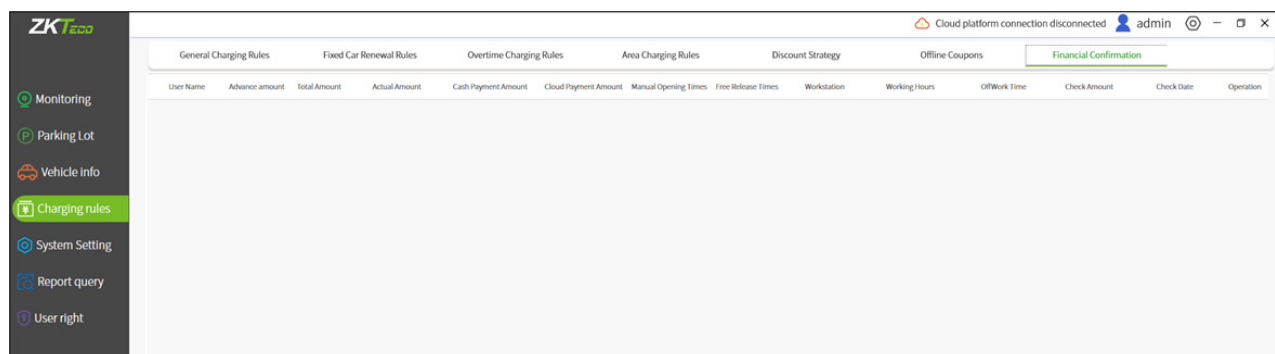 ZKTeco
Cloud platform connection disconnected admin
General Charging Rules Fixed Car Renewal Rules Overtime Charging Rules Area Charging Rules Discount Strategy Offline Coupons Financial Confirmation
User Name Advance amount Total Amount Actual Amount Cash Payment Amount Cloud Payment Amount Manual Opening Times Free Release Times Workstation Working Hours OffWork Time Check Amount Check Date Operation
Monitoring
P Parking Lot
Vehicle info
¥ Charging rules
System Setting
Report query
User right